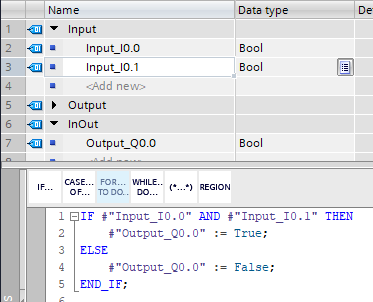 Name Data type De
1 Input
2 Input_I0.0 Bool
3 Input_I0.1 Bool
4 <Add new>
5 Output
6 InOut
7 Output_Q0.0 Bool
IF... CASE... OF... FOR... TO DO... WHILE... DO... (*...*) REGION
1 IF #"Input_I0.0" AND #"Input_I0.1" THEN
2 #"Output_Q0.0" := True;
3 ELSE
4 #"Output_Q0.0" := False;
5 END_IF;
6